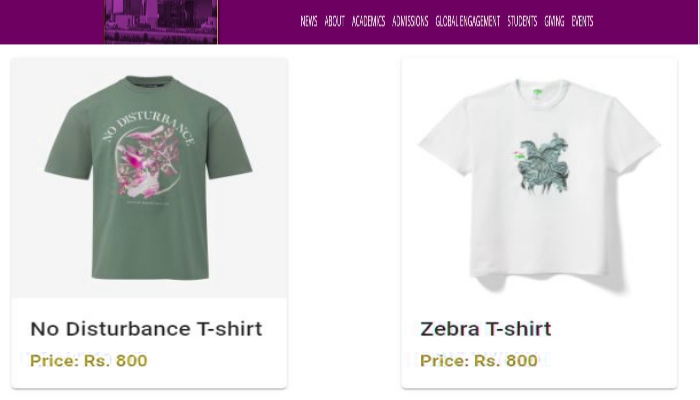 NEWS ABOUT ACADEMICS ADMISSIONS GLOBAL ENGAGEMENT STUDENTS GIVING EVENTS
NO DISTURBANCE
No Disturbance T-shirt
Price: Rs. 800
Zebra T-shirt
Price: Rs. 800